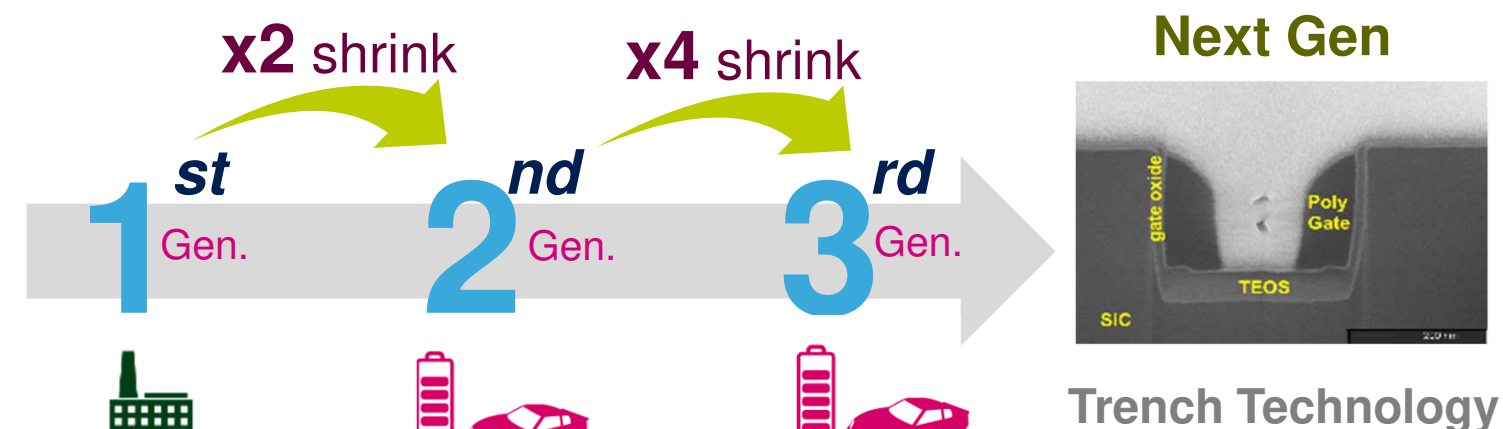 x2 shrink
x4 shrink
Next Gen
1st Gen.
2nd Gen.
3rd Gen.
gate oxide
Poly
Gate
TEOS
SiC
Trench Technology